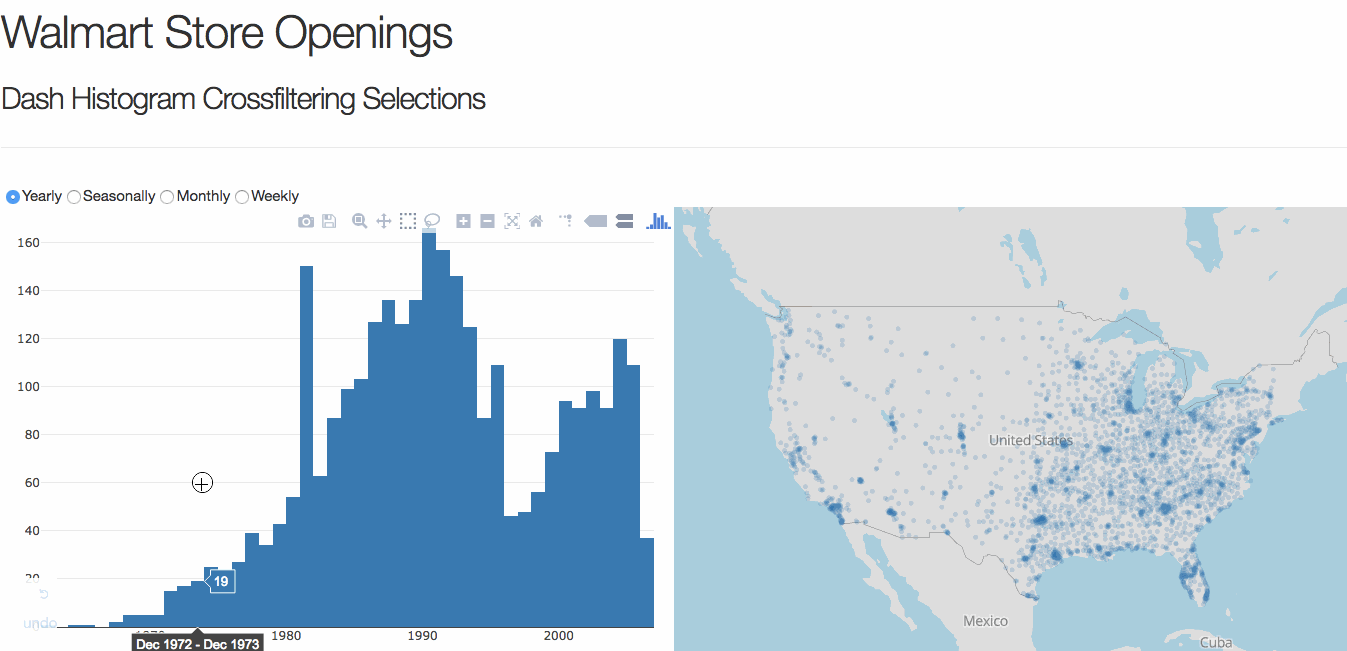 Walmart Store Openings
Dash Histogram Crossfiltering Selections
Yearly Seasonally Monthly Weekly
160
140
120
100
80
60
40
20
19
undo
1970 1980 1990 2000
Dec 1972 - Dec 1973
United States
Mexico
Cuba